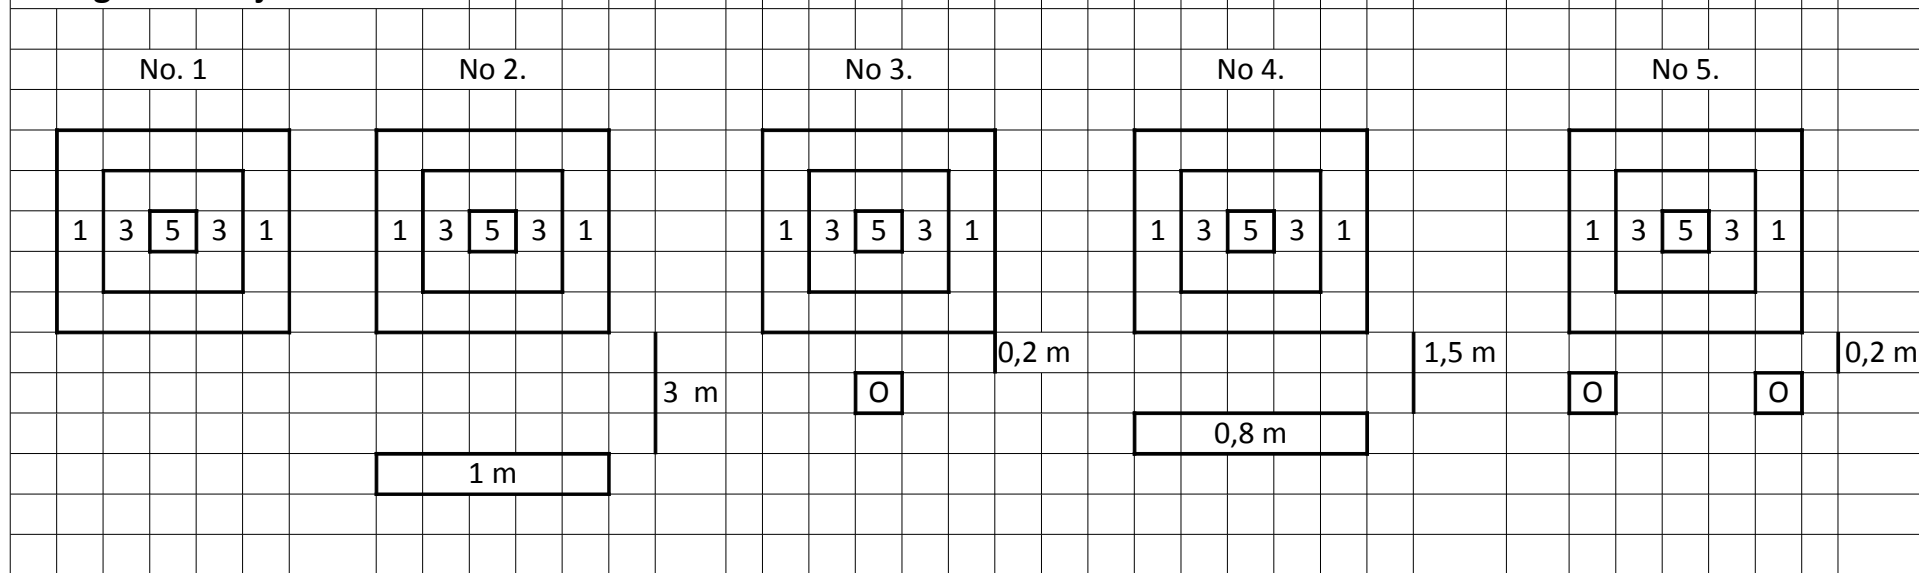 No. 1 No 2. No 3. No 4. No 5.
1 3 5 3 1 1 3 5 3 1 1 3 5 3 1 1 3 5 3 1 1 3 5 3 1
0,2 m 1,5 m 0,2 m
3 m O O O
0,8 m
1 m